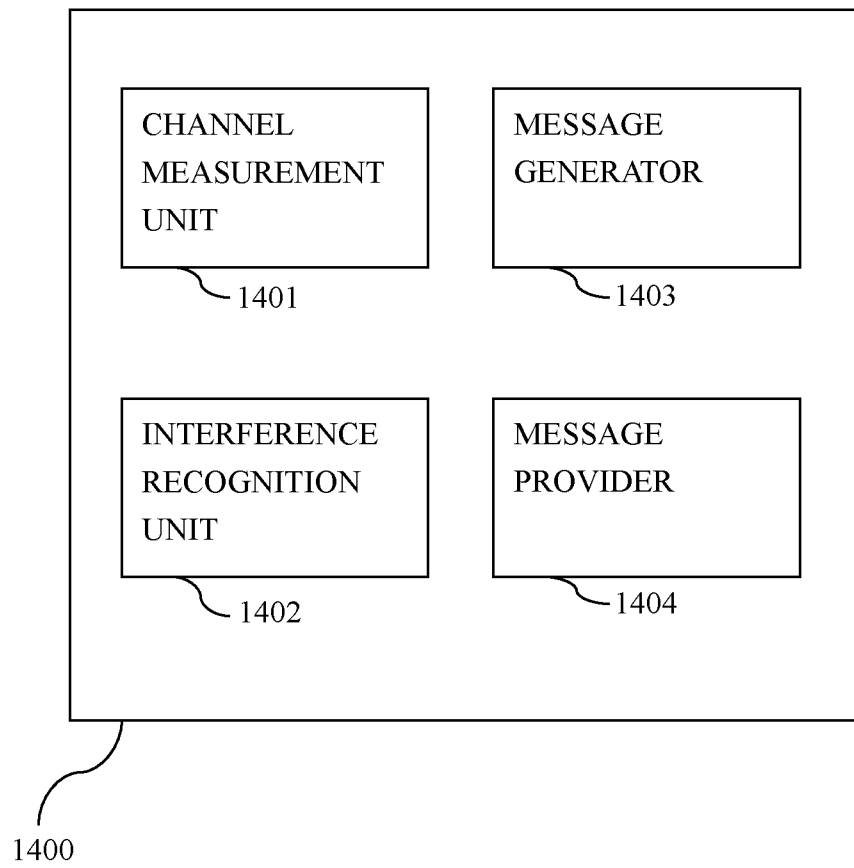 CHANNEL
MEASUREMENT
UNIT
1401
MESSAGE
GENERATOR
1403
INTERFERENCE
RECOGNITION
UNIT
1402
MESSAGE
PROVIDER
1404
1400